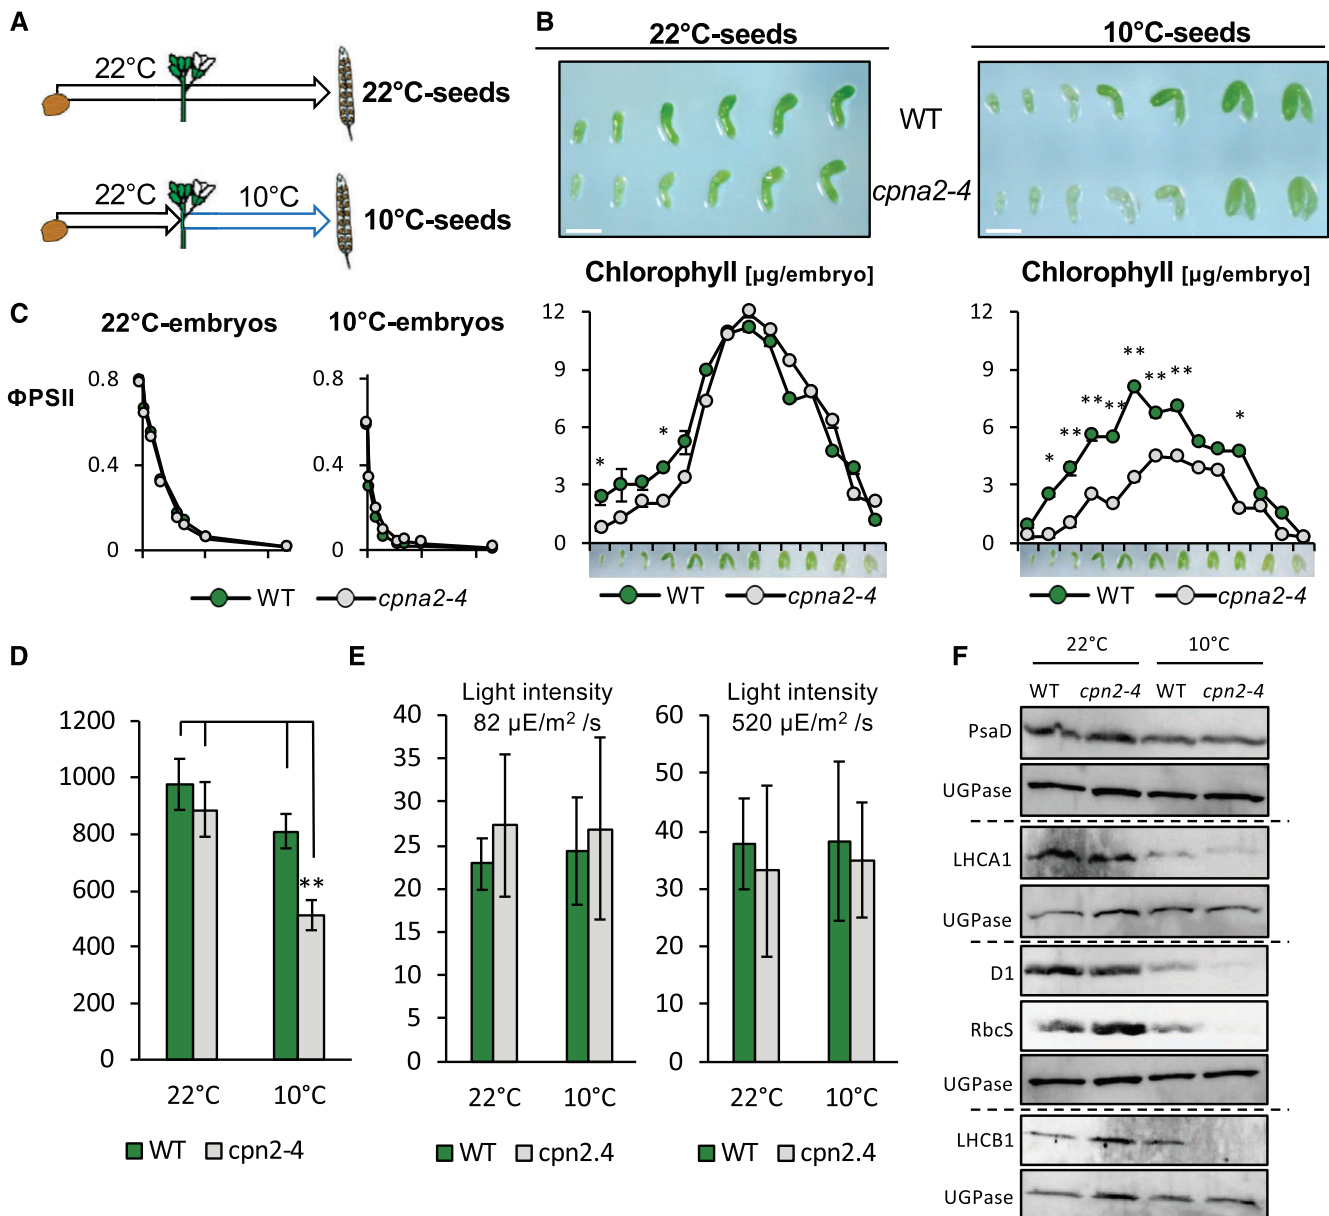 A
22°C
22°C-seeds
22°C
10°C
10°C-seeds
B
22°C-seeds
10°C-seeds
WT
cpna2-4
Chlorophyll [µg/embryo]
12
9
6
3
0
*
*
WT
cpna2-4
Chlorophyll [µg/embryo]
12
9
6
3
0
*
**
**
**
**
**
**
*
WT
cpna2-4
C
22°C-embryos
10°C-embryos
ΦPSII
0.8
0.4
0
0.8
0.4
0
WT
cpna2-4
D
1200
1000
800
600
400
200
0
**
22°C
10°C
WT
cpn2-4
E
Light intensity
82 µE/m² /s
40
35
30
25
20
15
10
5
0
22°C
10°C
WT
cpn2.4
Light intensity
520 µE/m² /s
60
50
40
30
20
10
0
22°C
10°C
WT
cpn2.4
F
22°C
10°C
WT
cpn2-4
WT
cpn2-4
PsaD
UGPase
LHCA1
UGPase
D1
RbcS
UGPase
LHCB1
UGPase